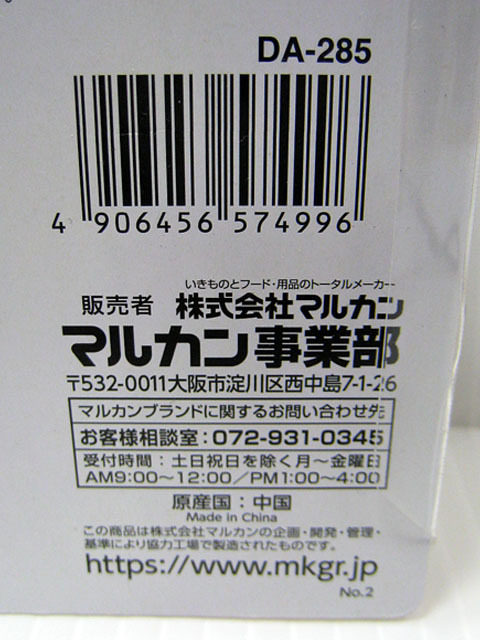 DA-285
4 906456 574996
いきものとフード・用品のトータルメーカー
販売者 株式会社マルカン
マルカン事業部
〒532-0011大阪市淀川区西中島7-1-26
マルカンブランドに関するお問い合わせ先
お客様相談室：072-931-0345
受付時間：土日祝日を除く月～金曜日
AM9:00～12:00/PM1:00～4:00
原産国：中国
Made in China
この商品は株式会社マルカンの企画・開発・管理・
基準により協力工場で製造されたものです。
https://www.mkgr.jp
No.2